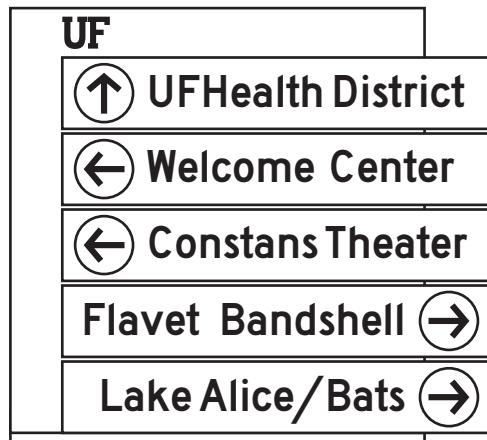 UF
UFHealth District
Welcome Center
Constans Theater
Flavet Bandshell
Lake Alice/Bats